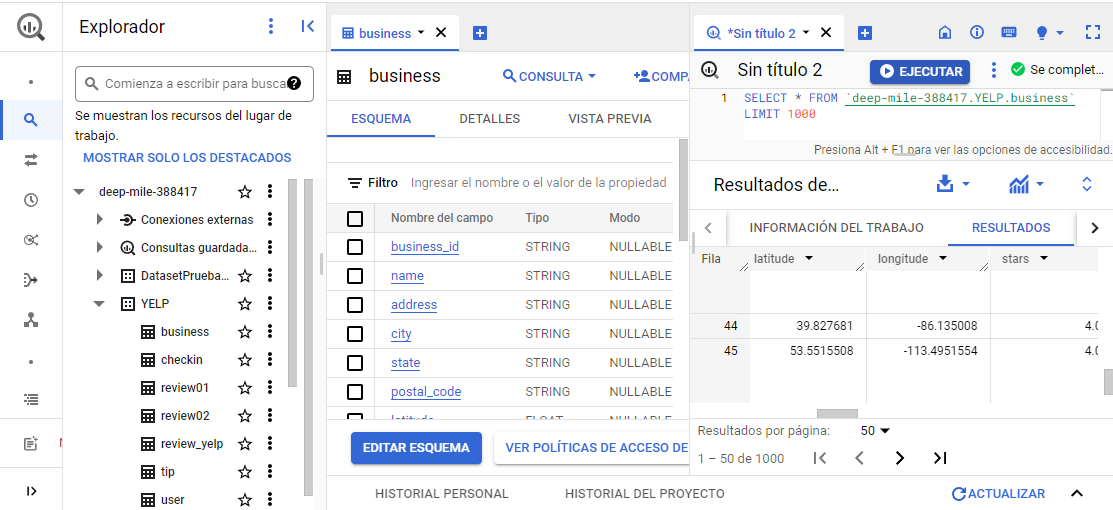 Explorador
Comienza a escribir para busca
Se muestran los recursos del lugar de
trabajo.
MOSTRAR SOLO LOS DESTACADOS
deep-mile-388417
Conexiones externas
Consultas guardada...
DatasetPrueba...
YELP
business
checkin
review01
review02
review_yelp
tip
user
business
business
CONSULTA
COMPA
ESQUEMA DETALLES VISTA PREVIA
Filtro Ingresar el nombre o el valor de la propiedad
Nombre del campo Tipo Modo
business_id STRING NULLABLE
name STRING NULLABLE
address STRING NULLABLE
city STRING NULLABLE
state STRING NULLABLE
postal_code STRING NULLABLE
latitude FLOAT NULLABLE
EDITAR ESQUEMA
VER POLÍTICAS DE ACCESO DE
*Sin título 2
Sin título 2
EJECUTAR
Se complet...
1 SELECT * FROM `deep-mile-388417.YELP.business`
LIMIT 1000
Presiona Alt + F1 para ver las opciones de accesibilidad.
Resultados de...
INFORMACIÓN DEL TRABAJO RESULTADOS
Fila latitude longitude stars
44 39.827681 -86.135008 4.0
45 53.5515508 -113.4951554 4.0
Resultados por página: 50
1 – 50 de 1000
HISTORIAL PERSONAL HISTORIAL DEL PROYECTO
ACTUALIZAR